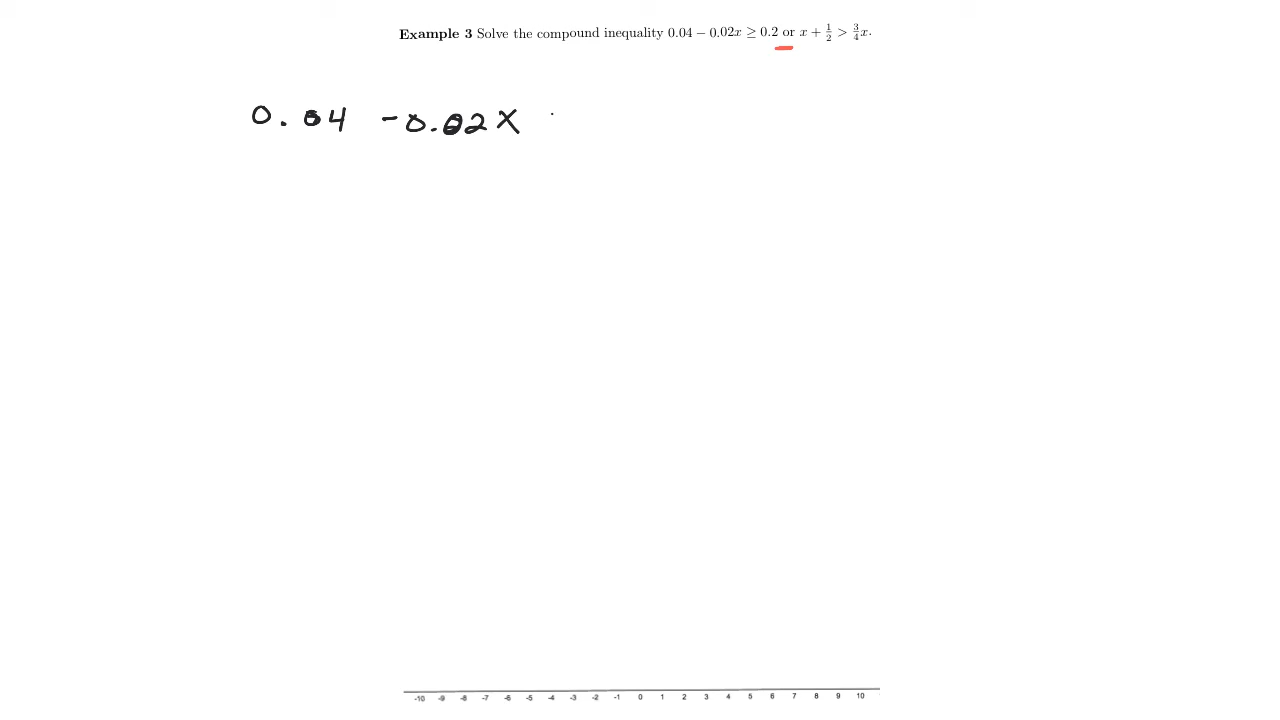 Example 3 Solve the compound inequality 0.04 − 0.02x ≥ 0.2 or x + 1/2 > 3/4x.
0.04 -0.02x
-10 -9 -8 -7 -6 -5 -4 -3 -2 -1 0 1 2 3 4 5 6 7 8 9 10